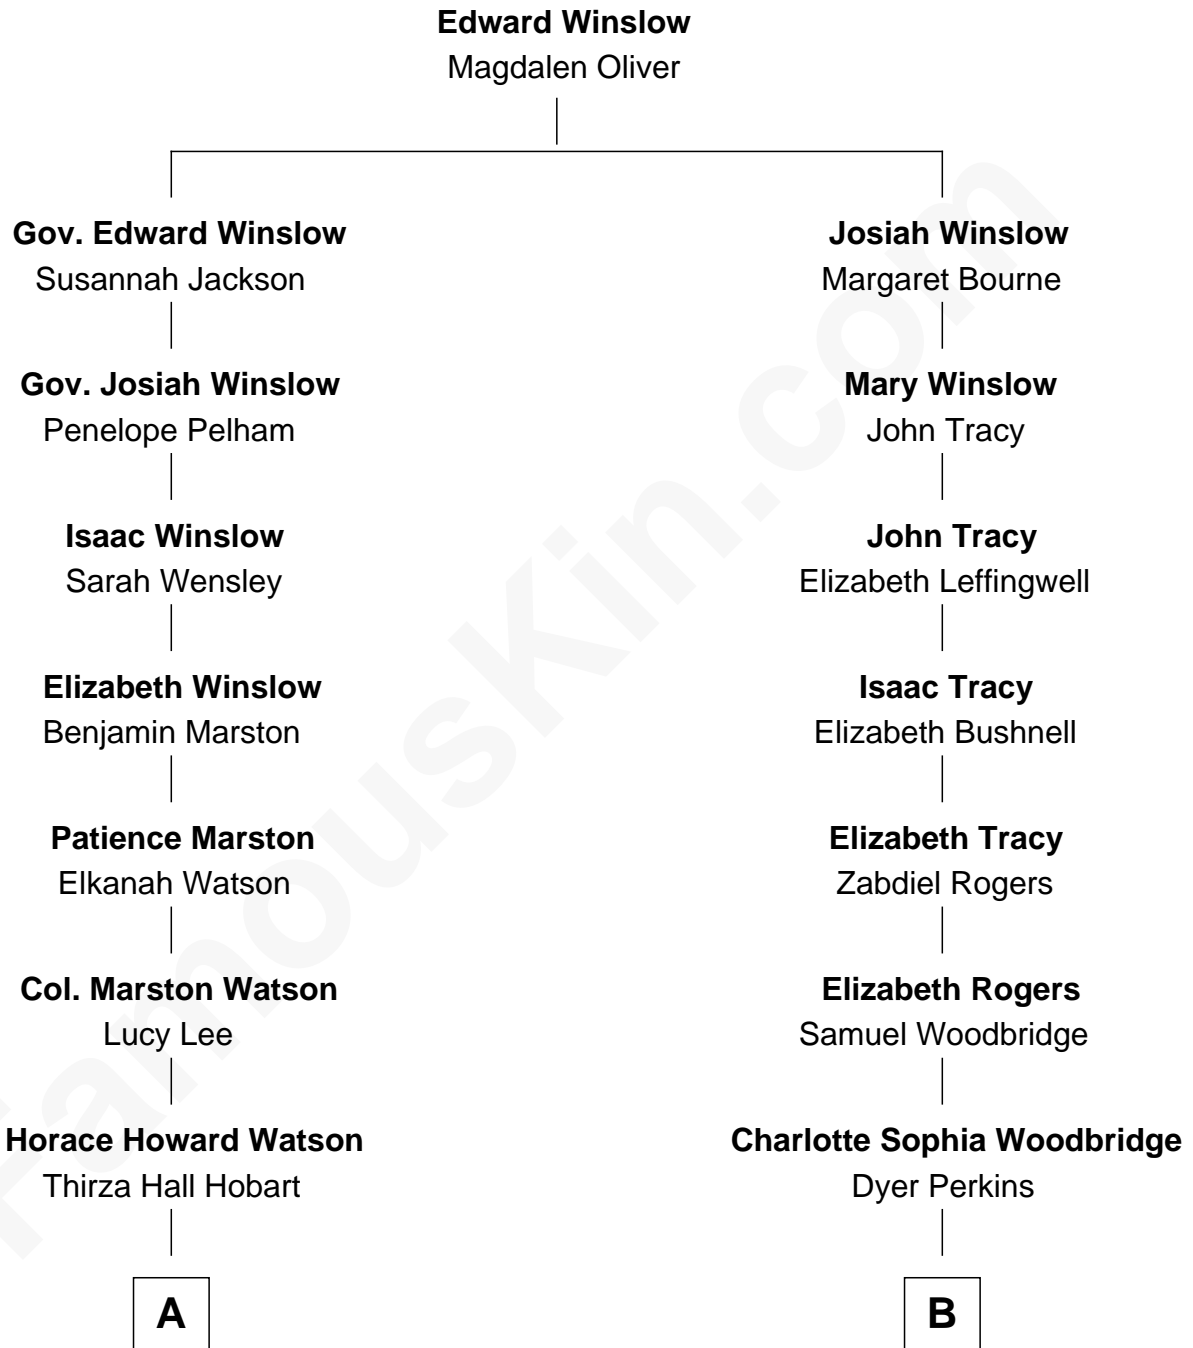 Edward Winslow
Magdalen Oliver
Gov. Edward Winslow
Susannah Jackson
Josiah Winslow
Margaret Bourne
Gov. Josiah Winslow
Penelope Pelham
Mary Winslow
John Tracy
Isaac Winslow
Sarah Wensley
John Tracy
Elizabeth Leffingwell
Elizabeth Winslow
Benjamin Marston
Isaac Tracy
Elizabeth Bushnell
Patience Marston
Elkanah Watson
Elizabeth Tracy
Zabdiel Rogers
Col. Marston Watson
Lucy Lee
Elizabeth Rogers
Samuel Woodbridge
Horace Howard Watson
Thirza Hall Hobart
Charlotte Sophia Woodbridge
Dyer Perkins
A
B
FamousKin.com